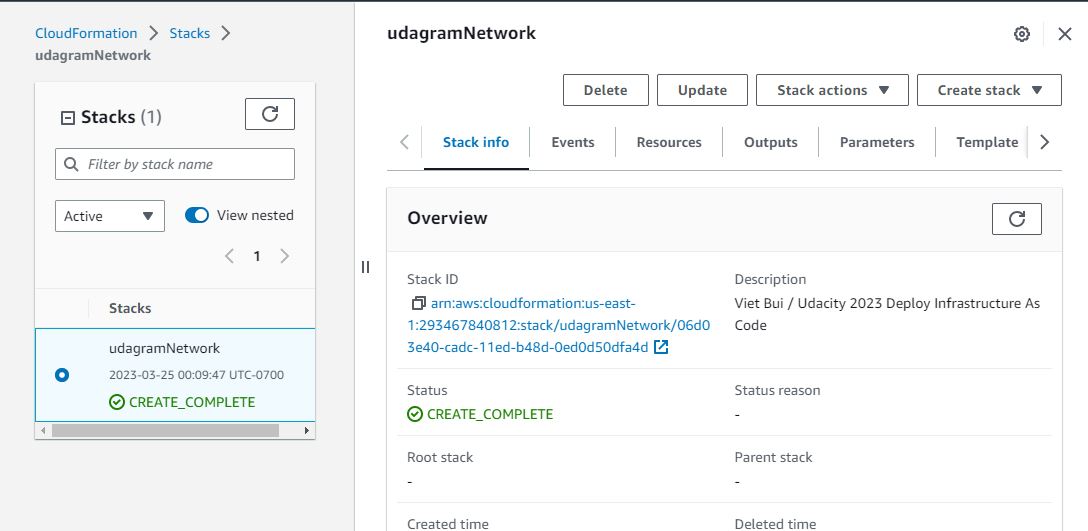 CloudFormation > Stacks >
udagramNetwork
Stacks (1)
Filter by stack name
Active
View nested
< 1 >
Stacks
udagramNetwork
2023-03-25 00:09:47 UTC-0700
CREATE_COMPLETE
udagramNetwork
Delete
Update
Stack actions
Create stack
Stack info
Events
Resources
Outputs
Parameters
Template
Overview
Stack ID
arn:aws:cloudformation:us-east-
1:293467840812:stack/udagramNetwork/06d0
3e40-cadc-11ed-b48d-0ed0d50dfa4d
Description
Viet Bui / Udacity 2023 Deploy Infrastructure As
Code
Status
CREATE_COMPLETE
Status reason
-
Root stack
-
Parent stack
-
Created time
Deleted time